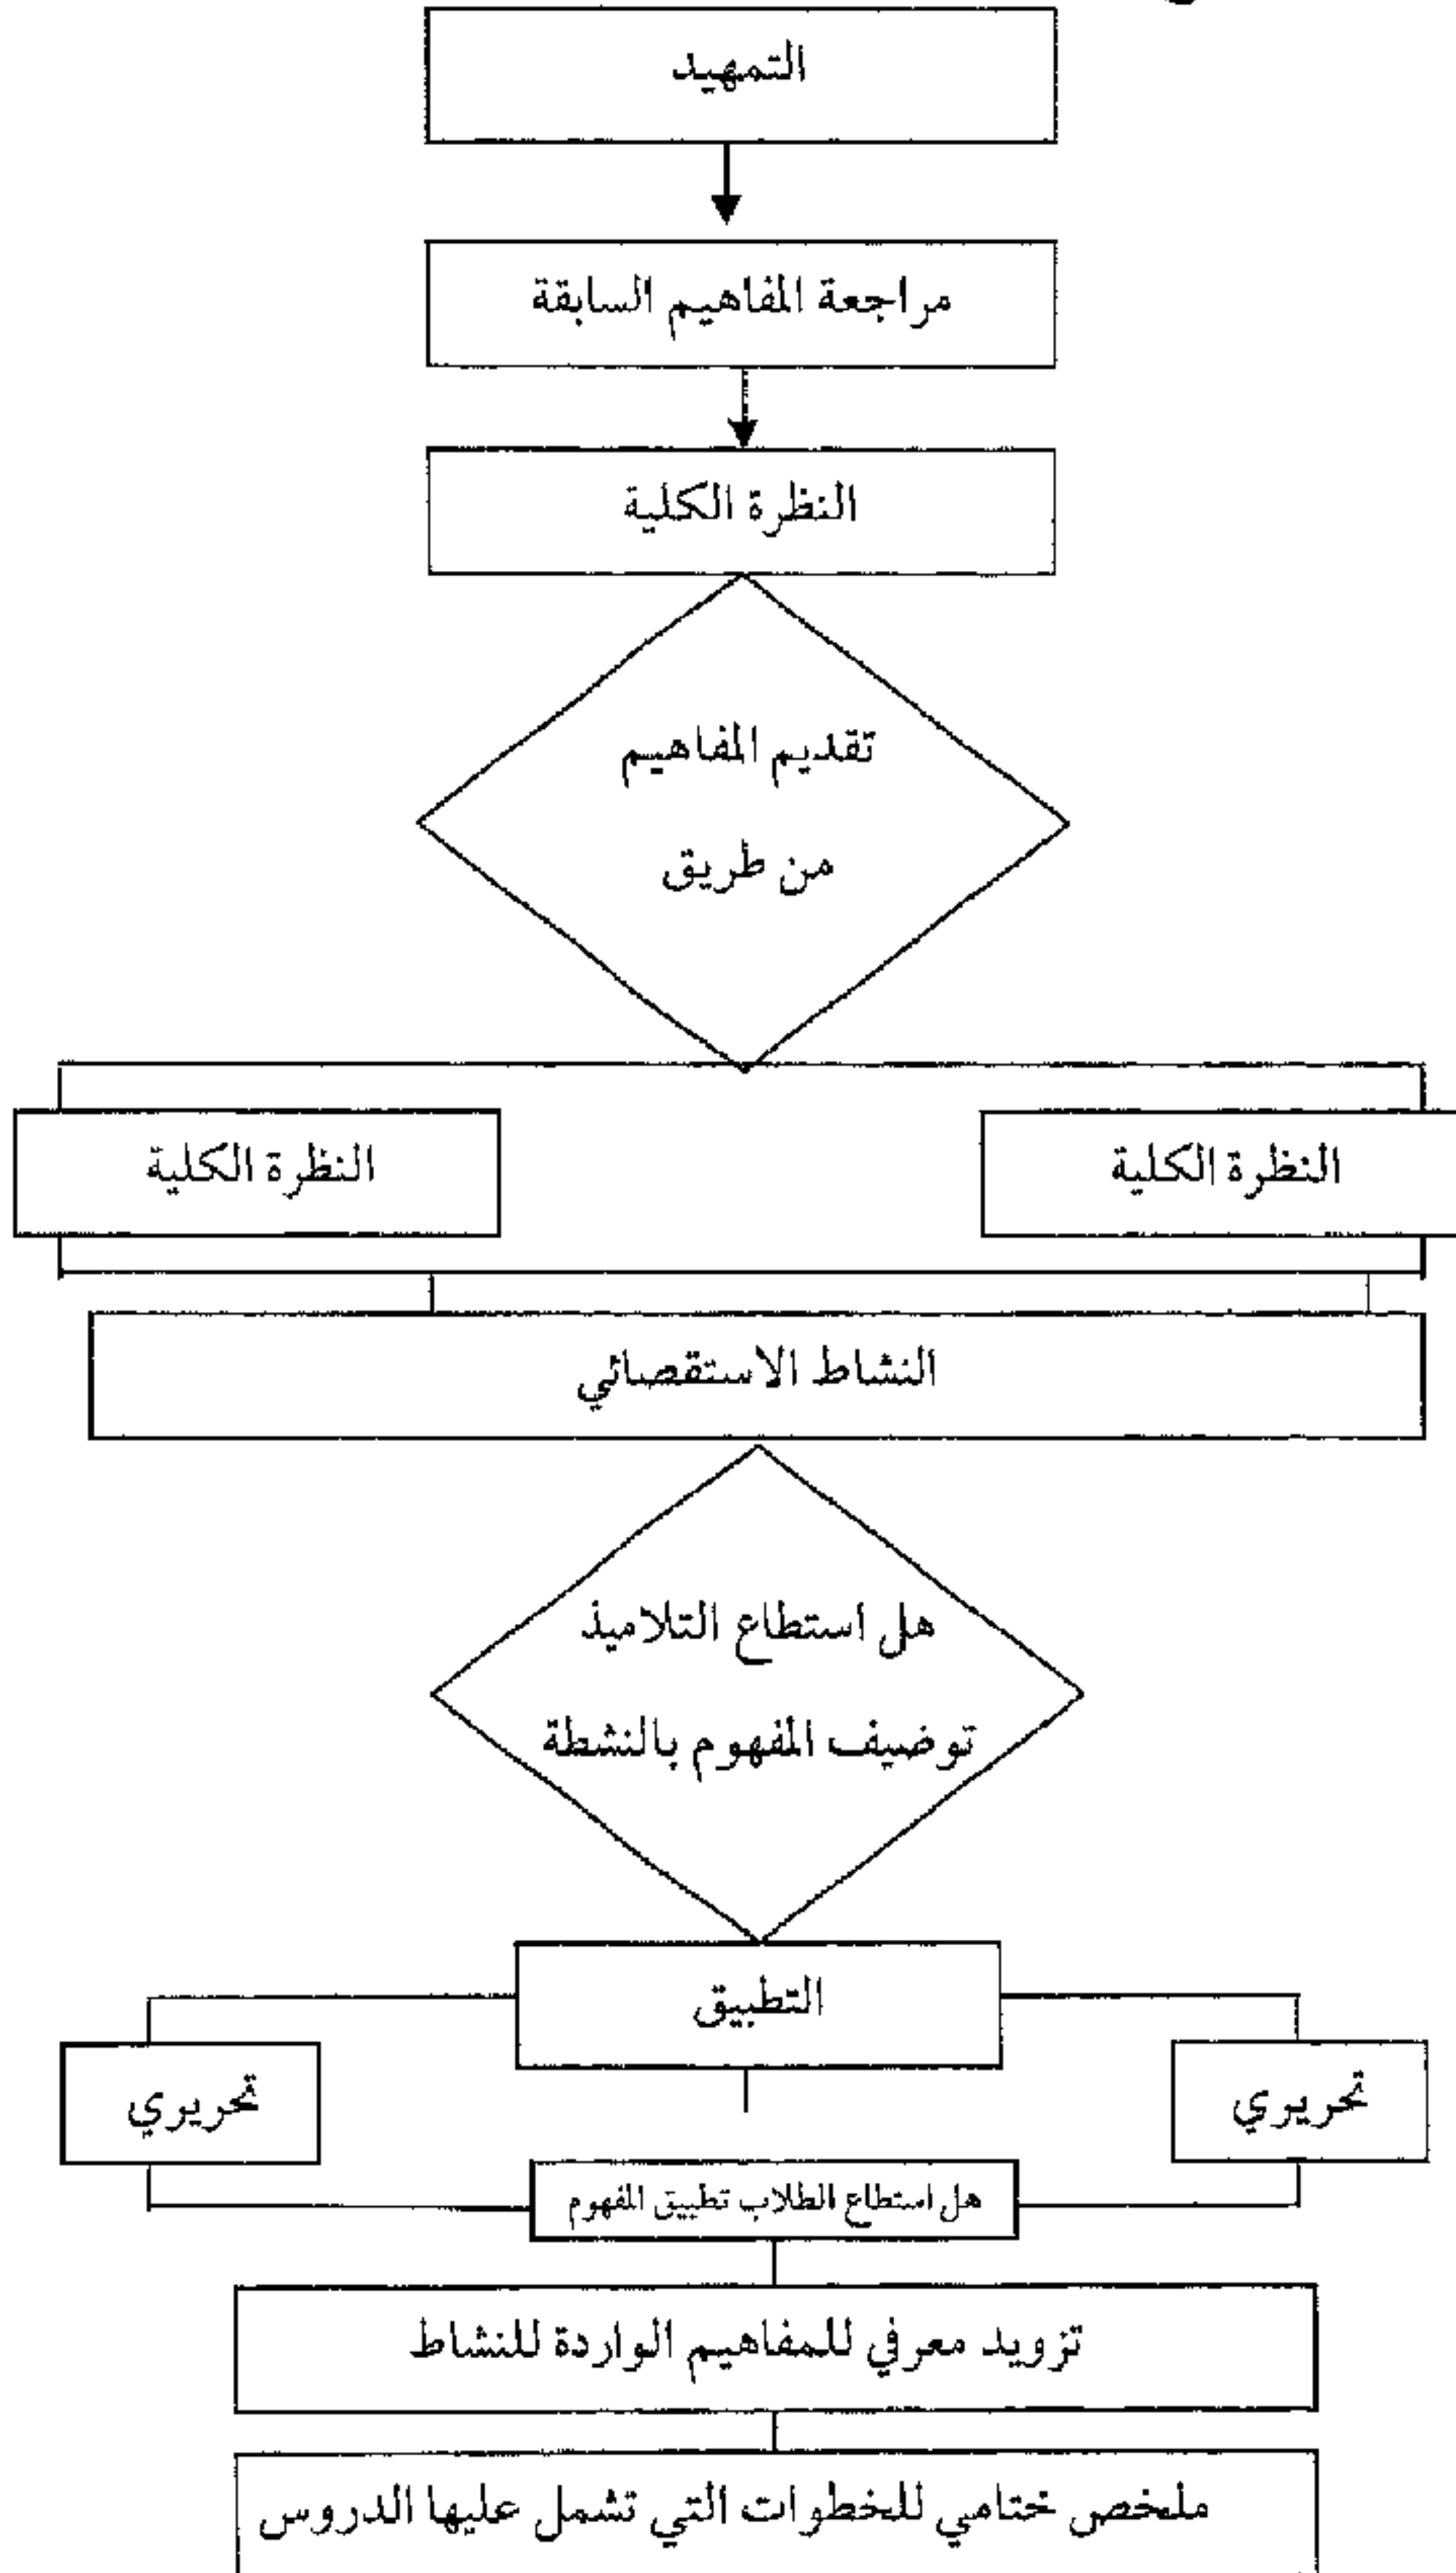 التمهيد
مراجعة المفاهيم السابقة
النظرة الكلية
تقديم المفاهيم
من طريق
النظرة الكلية
النظرة الكلية
النشاط الاستقصائي
هل استطاع التلاميذ
توضيف المفهوم بالنشطة
التطبيق
تحريري
تحريري
هل استطاع الطلاب تطبيق المفهوم
تزويد معرفي للمفاهيم الواردة للنشاط
ملخص ختامي للخطوات التي تشمل عليها الدروس